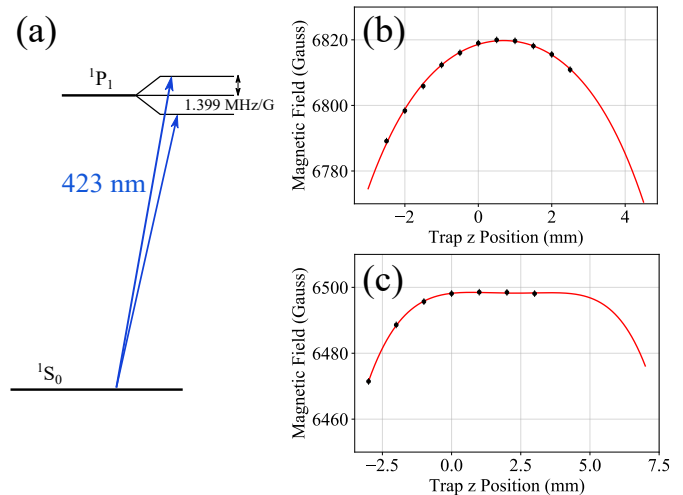 (a)
¹P₁
1.399 MHz/G
423 nm
¹S₀
(b)
Magnetic Field (Gauss)
6820
6800
6780
−2
0
2
4
Trap z Position (mm)
(c)
Magnetic Field (Gauss)
6500
6480
6460
−2.5
0.0
2.5
5.0
7.5
Trap z Position (mm)